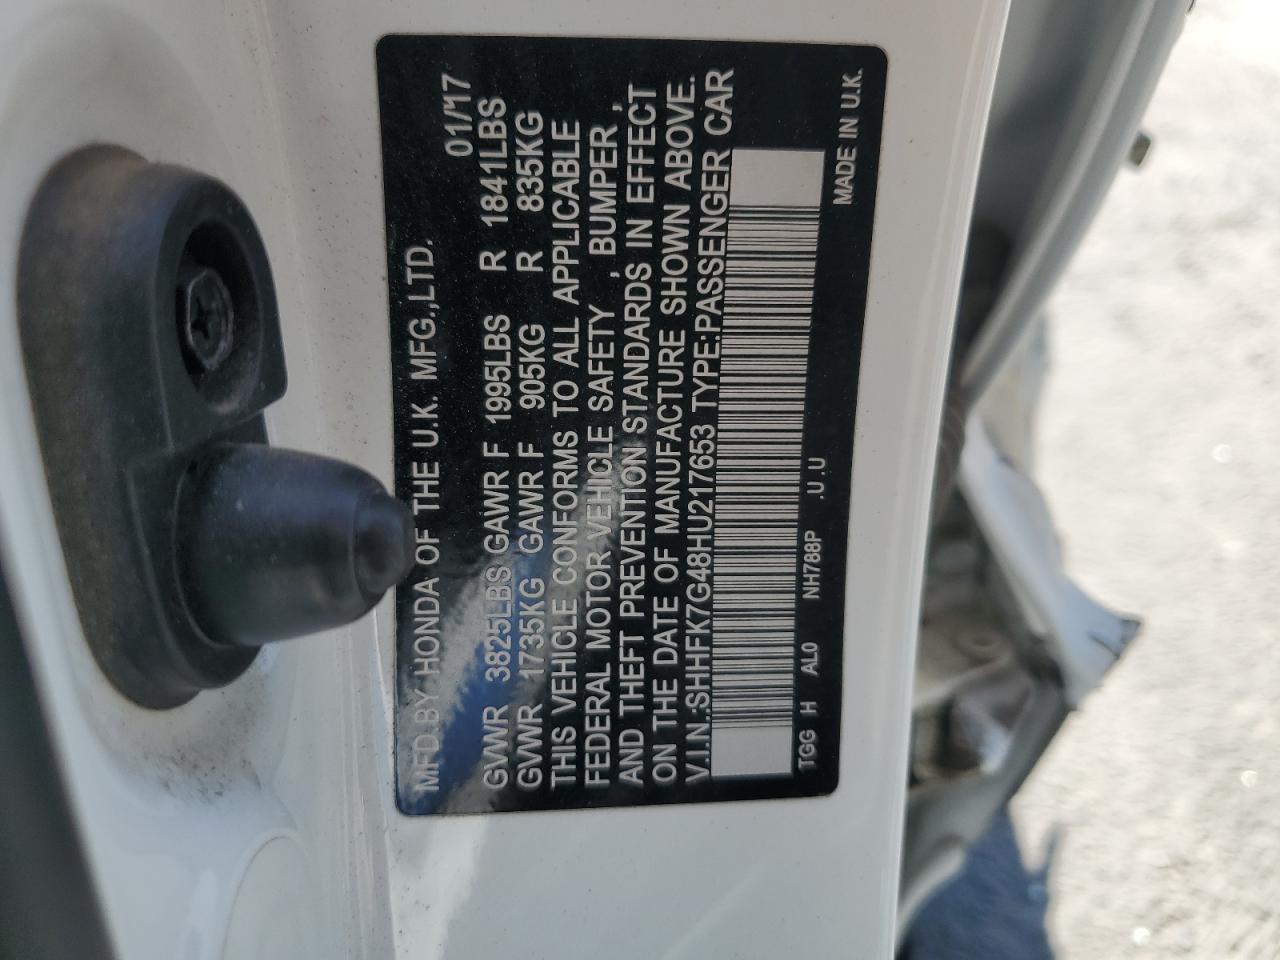 MFD.BY HONDA OF THE U.K. MFG.,LTD. 01/17
GVWR 3825LBS GAWR F 1995LBS R 1841LBS
GVWR 1735KG GAWR F 905KG R 835KG
THIS VEHICLE CONFORMS TO ALL APPLICABLE
FEDERAL MOTOR VEHICLE SAFETY , BUMPER ,
AND THEFT PREVENTION STANDARDS IN EFFECT
ON THE DATE OF MANUFACTURE SHOWN ABOVE.
V.I.N.:SHHFK7G48HU217653 TYPE:PASSENGER CAR
TGG H AL0 NH788P .U.U MADE IN U.K.